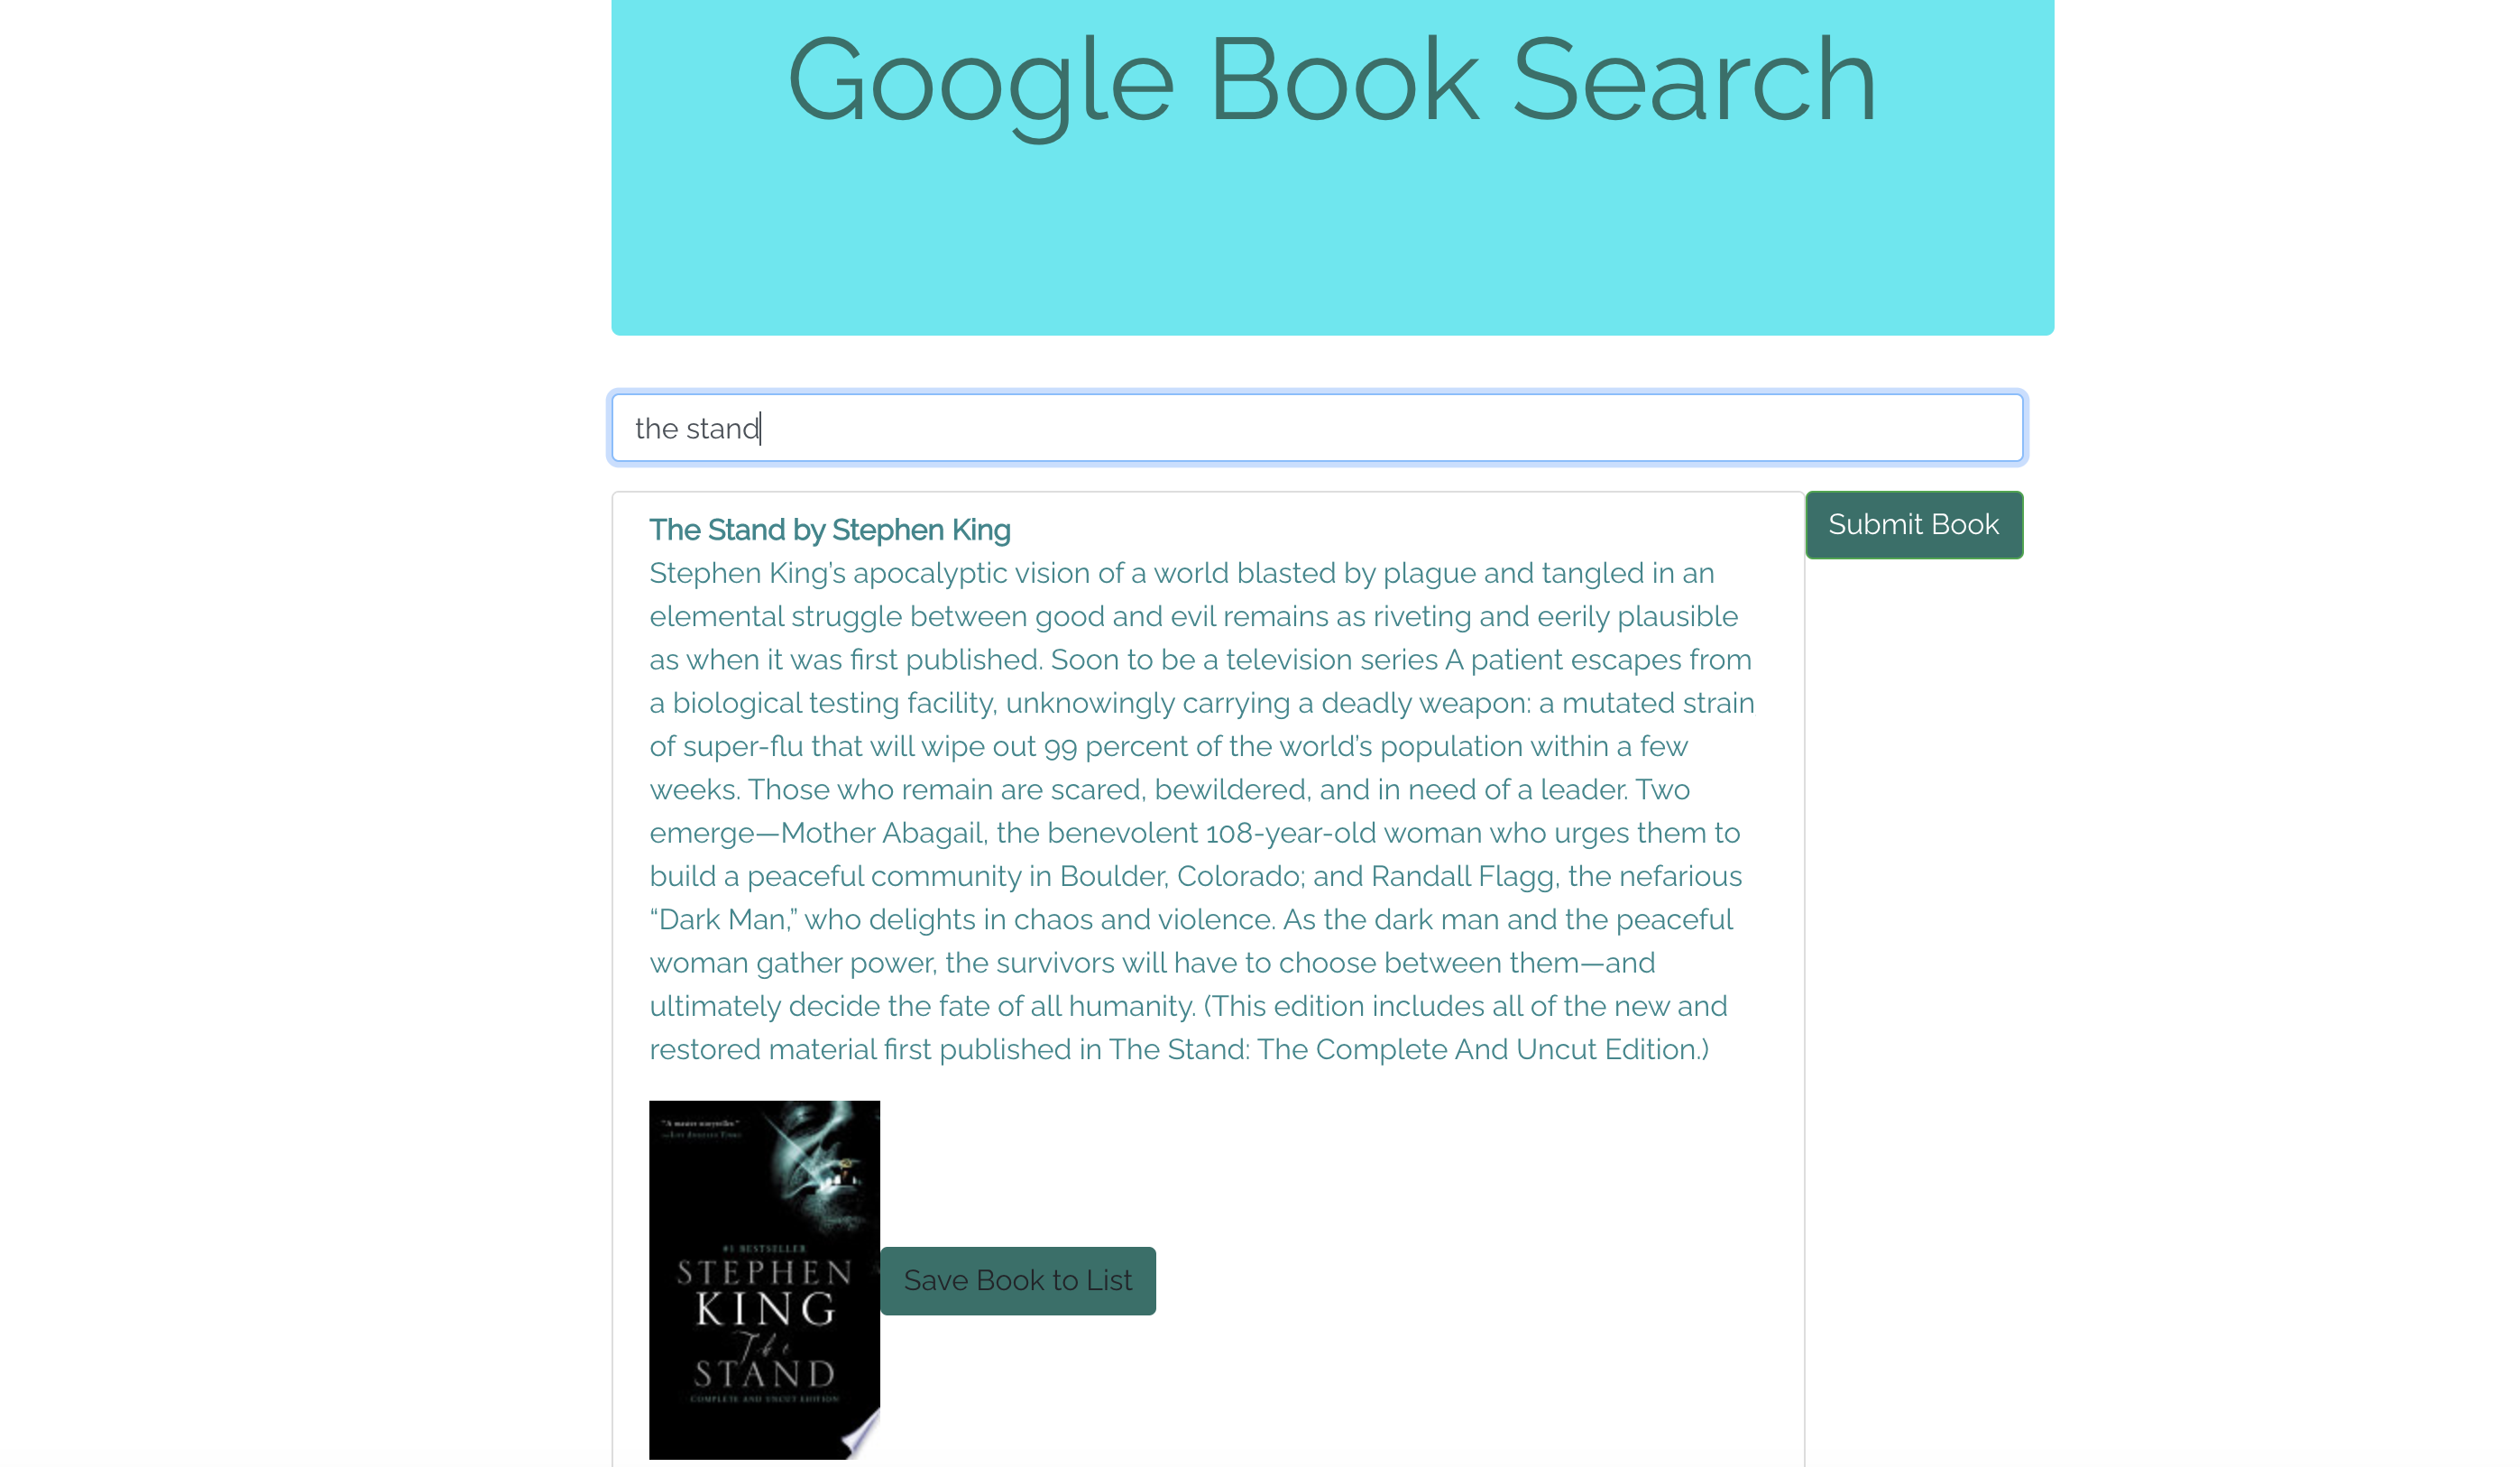 Google Book Search
the stand
The Stand by Stephen King
Submit Book
Stephen King’s apocalyptic vision of a world blasted by plague and tangled in an
elemental struggle between good and evil remains as riveting and eerily plausible
as when it was first published. Soon to be a television series A patient escapes from
a biological testing facility, unknowingly carrying a deadly weapon: a mutated strain
of super-flu that will wipe out 99 percent of the world’s population within a few
weeks. Those who remain are scared, bewildered, and in need of a leader. Two
emerge—Mother Abagail, the benevolent 108-year-old woman who urges them to
build a peaceful community in Boulder, Colorado; and Randall Flagg, the nefarious
“Dark Man,” who delights in chaos and violence. As the dark man and the peaceful
woman gather power, the survivors will have to choose between them—and
ultimately decide the fate of all humanity. (This edition includes all of the new and
restored material first published in The Stand: The Complete And Uncut Edition.)
"A master storyteller."
—Los Angeles Times
#1 BESTSELLER
STEPHEN
KING
The
STAND
COMPLETE AND UNCUT EDITION
Save Book to List